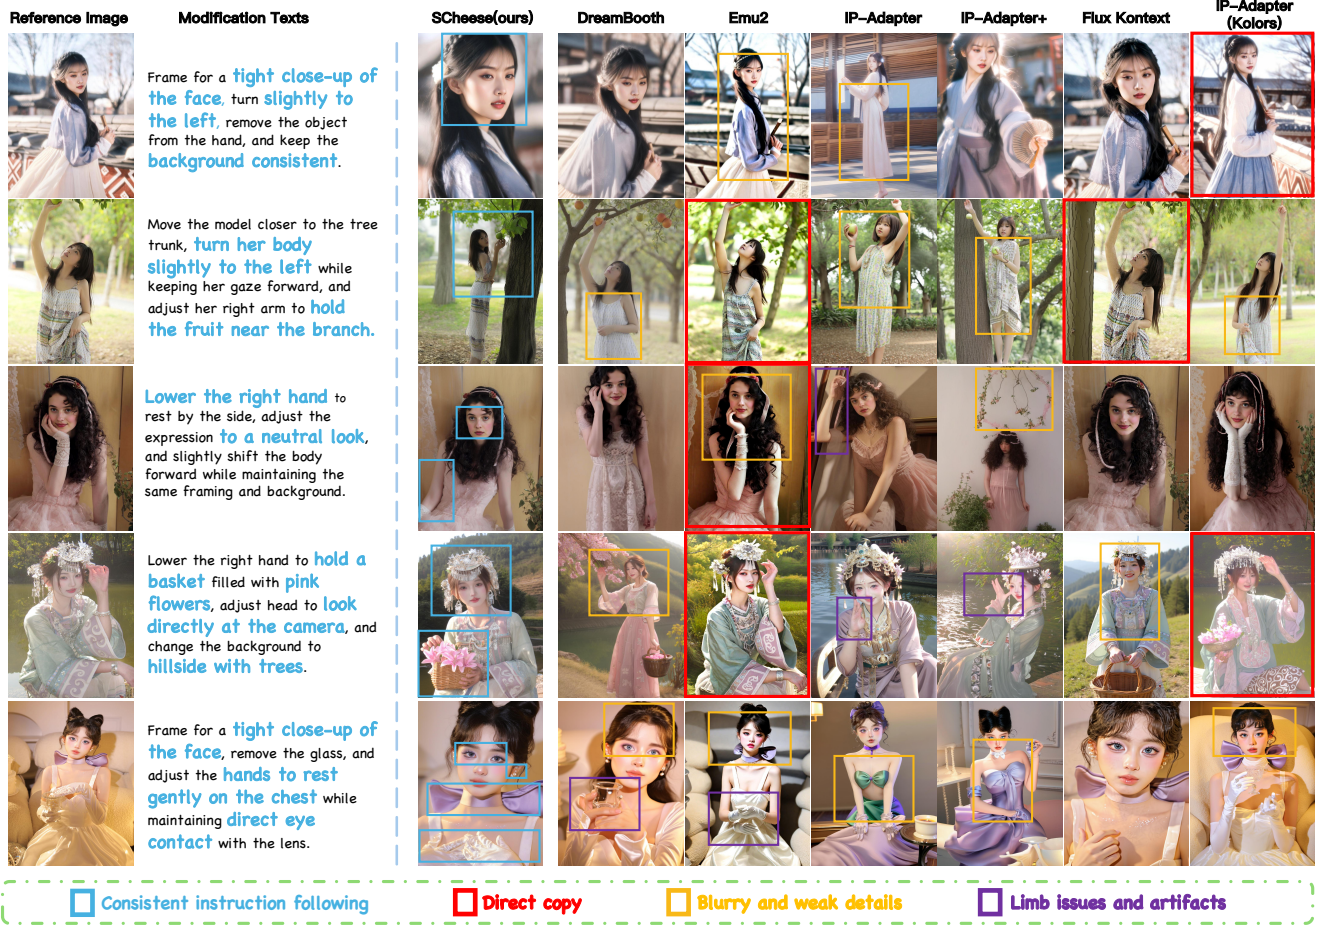 Reference Image
Modification Texts
SCheese(ours)
DreamBooth
Emu2
IP-Adapter
IP-Adapter+
Flux Kontext
IP-Adapter
(Kolors)
Frame for a tight close-up of
the face, turn slightly to
the left, remove the object
from the hand, and keep the
background consistent.
Move the model closer to the tree
trunk, turn her body
slightly to the left while
keeping her gaze forward, and
adjust her right arm to hold
the fruit near the branch.
Lower the right hand to
rest by the side, adjust the
expression to a neutral look,
and slightly shift the body
forward while maintaining the
same framing and background.
Lower the right hand to hold a
basket filled with pink
flowers, adjust head to look
directly at the camera, and
change the background to
hillside with trees.
Frame for a tight close-up of
the face, remove the glass, and
adjust the hands to rest
gently on the chest while
maintaining direct eye
contact with the lens.
Consistent instruction following
Direct copy
Blurry and weak details
Limb issues and artifacts